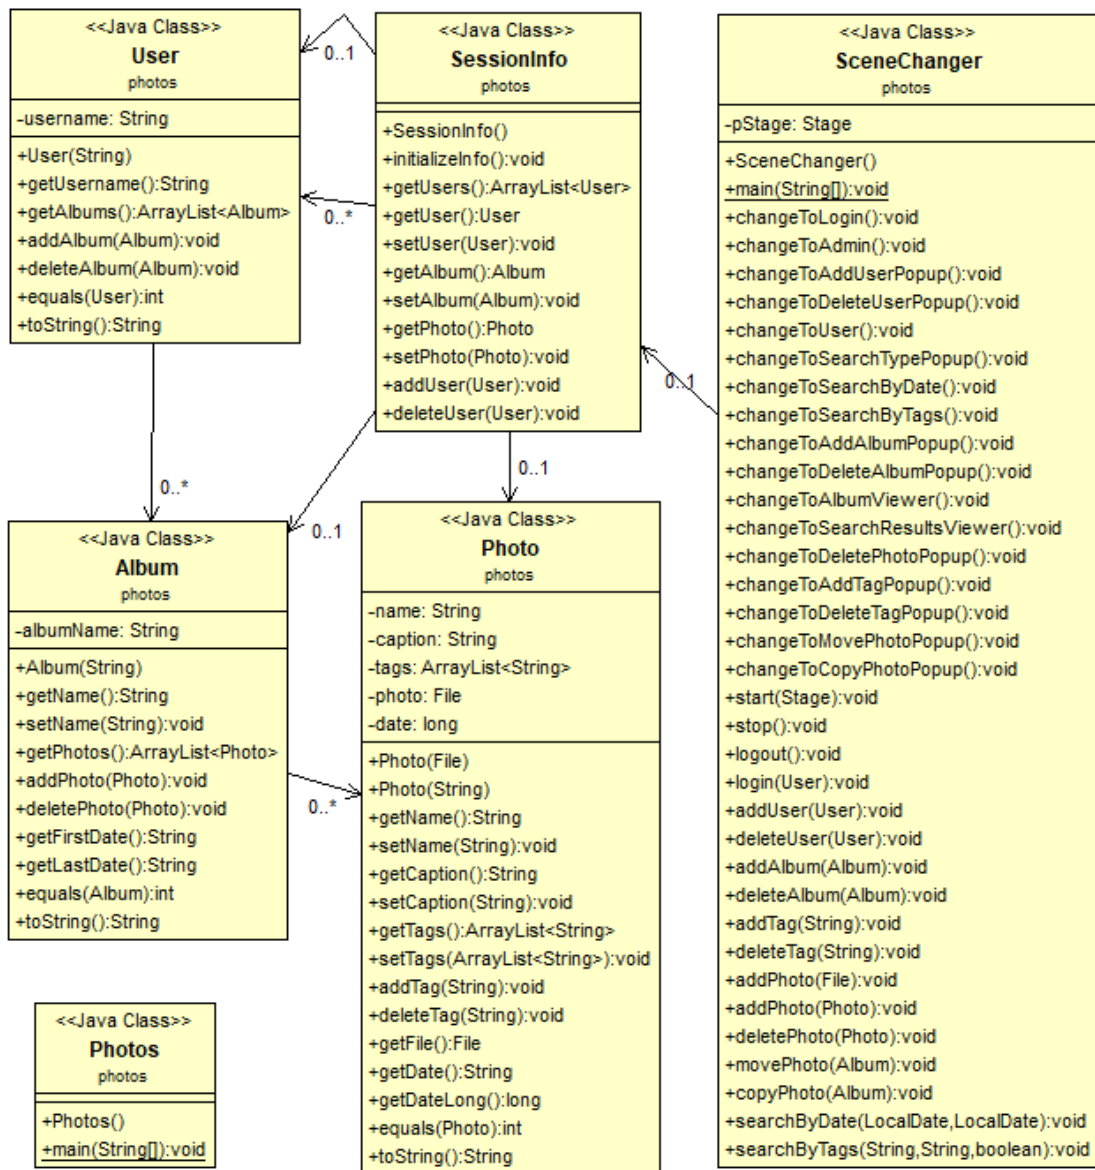 <<Java Class>>
User
photos
-username: String
+User(String)
+getUsername():String
+getAlbums():ArrayList<Album>
+addAlbum(Album):void
+deleteAlbum(Album):void
+equals(User):int
+toString():String
0..1
0..*
<<Java Class>>
SessionInfo
photos
+SessionInfo()
+initializeInfo():void
+getUsers():ArrayList<User>
+getUser():User
+setUser(User):void
+getAlbum():Album
+setAlbum(Album):void
+getPhoto():Photo
+setPhoto(Photo):void
+addUser(User):void
+deleteUser(User):void
0..1
<<Java Class>>
SceneChanger
photos
-pStage: Stage
+SceneChanger()
+main(String[]):void
+changeToLogin():void
+changeToAdmin():void
+changeToAddUserPopup():void
+changeToDeleteUserPopup():void
+changeToUser():void
+changeToSearchTypePopup():void
+changeToSearchByDate():void
+changeToSearchByTags():void
+changeToAddAlbumPopup():void
+changeToDeleteAlbumPopup():void
+changeToAlbumViewer():void
+changeToSearchResultsViewer():void
+changeToDeletePhotoPopup():void
+changeToAddTagPopup():void
+changeToDeleteTagPopup():void
+changeToMovePhotoPopup():void
+changeToCopyPhotoPopup():void
+start(Stage):void
+stop():void
+logout():void
+login(User):void
+addUser(User):void
+deleteUser(User):void
+addAlbum(Album):void
+deleteAlbum(Album):void
+addTag(String):void
+deleteTag(String):void
+addPhoto(File):void
+addPhoto(Photo):void
+deletePhoto(Photo):void
+movePhoto(Album):void
+copyPhoto(Album):void
+searchByDate(LocalDate,LocalDate):void
+searchByTags(String,String,boolean):void
0..*
0..1
0..1
<<Java Class>>
Album
photos
-albumName: String
+Album(String)
+getName():String
+setName(String):void
+getPhotos():ArrayList<Photo>
+addPhoto(Photo):void
+deletePhoto(Photo):void
+getFirstDate():String
+getLastDate():String
+equals(Album):int
+toString():String
0..*
<<Java Class>>
Photo
photos
-name: String
-caption: String
-tags: ArrayList<String>
-photo: File
-date: long
+Photo(File)
+Photo(String)
+getName():String
+setName(String):void
+getCaption():String
+setCaption(String):void
+getTags():ArrayList<String>
+setTags(ArrayList<String>):void
+addTag(String):void
+deleteTag(String):void
+getFile():File
+getDate():String
+getDateLong():long
+equals(Photo):int
+toString():String
<<Java Class>>
Photos
photos
+Photos()
+main(String[]):void